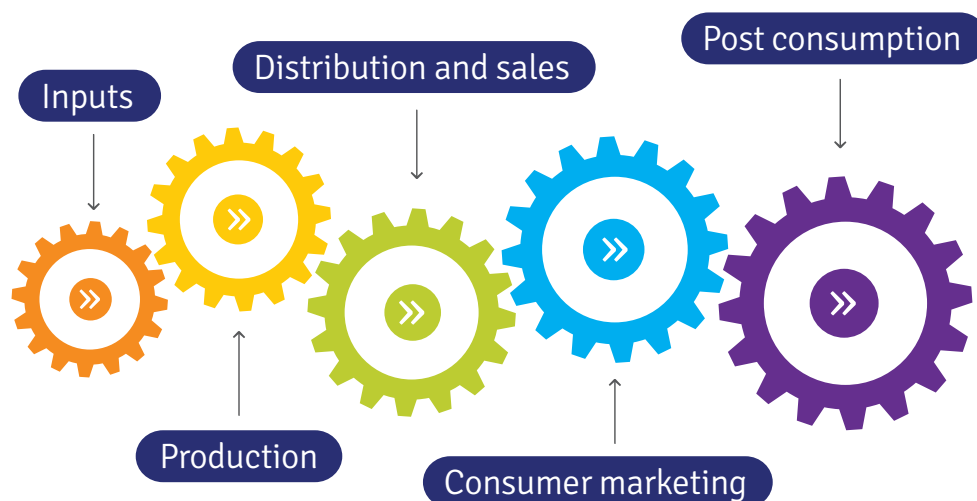 Inputs
Production
Distribution and sales
Consumer marketing
Post consumption